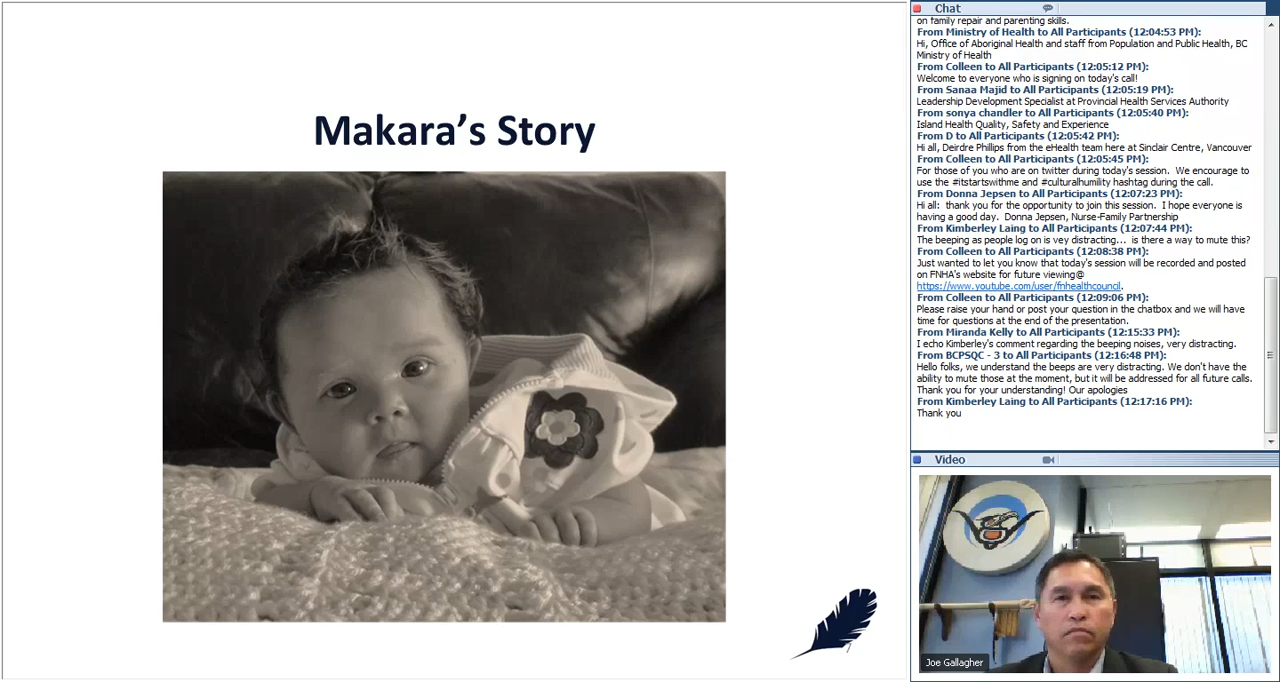 Makara's Story
Chat
on family repair and parenting skills.
From Ministry of Health to All Participants (12:04:53 PM):
Hi, Office of Aboriginal Health and staff from Population and Public Health, BC
Ministry of Health
From Colleen to All Participants (12:05:12 PM):
Welcome to everyone who is signing on today's call!
From Sanaa Majid to All Participants (12:05:19 PM):
Leadership Development Specialist at Provincial Health Services Authority
From sonya chandler to All Participants (12:05:40 PM):
Island Health Quality, Safety and Experience
From D to All Participants (12:05:42 PM):
Hi all, Deirdre Phillips from the eHealth team here at Sinclair Centre, Vancouver
From Colleen to All Participants (12:05:45 PM):
For those of you who are on twitter during today's session. We encourage to
use the #itstartswithme and #culturalhumility hashtag during the call.
From Donna Jepsen to All Participants (12:07:23 PM):
Hi all: thank you for the opportunity to join this session. I hope everyone is
having a good day. Donna Jepsen, Nurse-Family Partnership
From Kimberley Laing to All Participants (12:07:44 PM):
The beeping as people log on is vey distracting... is there a way to mute this?
From Colleen to All Participants (12:08:38 PM):
Just wanted to let you know that today's session will be recorded and posted
on FNHA's website for future viewing@
https://www.youtube.com/user/fnhealthcouncil.
From Colleen to All Participants (12:09:06 PM):
Please raise your hand or post your question in the chatbox and we will have
time for questions at the end of the presentation.
From Miranda Kelly to All Participants (12:15:33 PM):
I echo Kimberley's comment regarding the beeping noises, very distracting.
From BCPSQC - 3 to All Participants (12:16:48 PM):
Hello folks, we understand the beeps are very distracting. We don't have the
ability to mute those at the moment, but it will be addressed for all future calls.
Thank you for your understanding! Our apologies
From Kimberley Laing to All Participants (12:17:16 PM):
Thank you
Video
Joe Gallagher